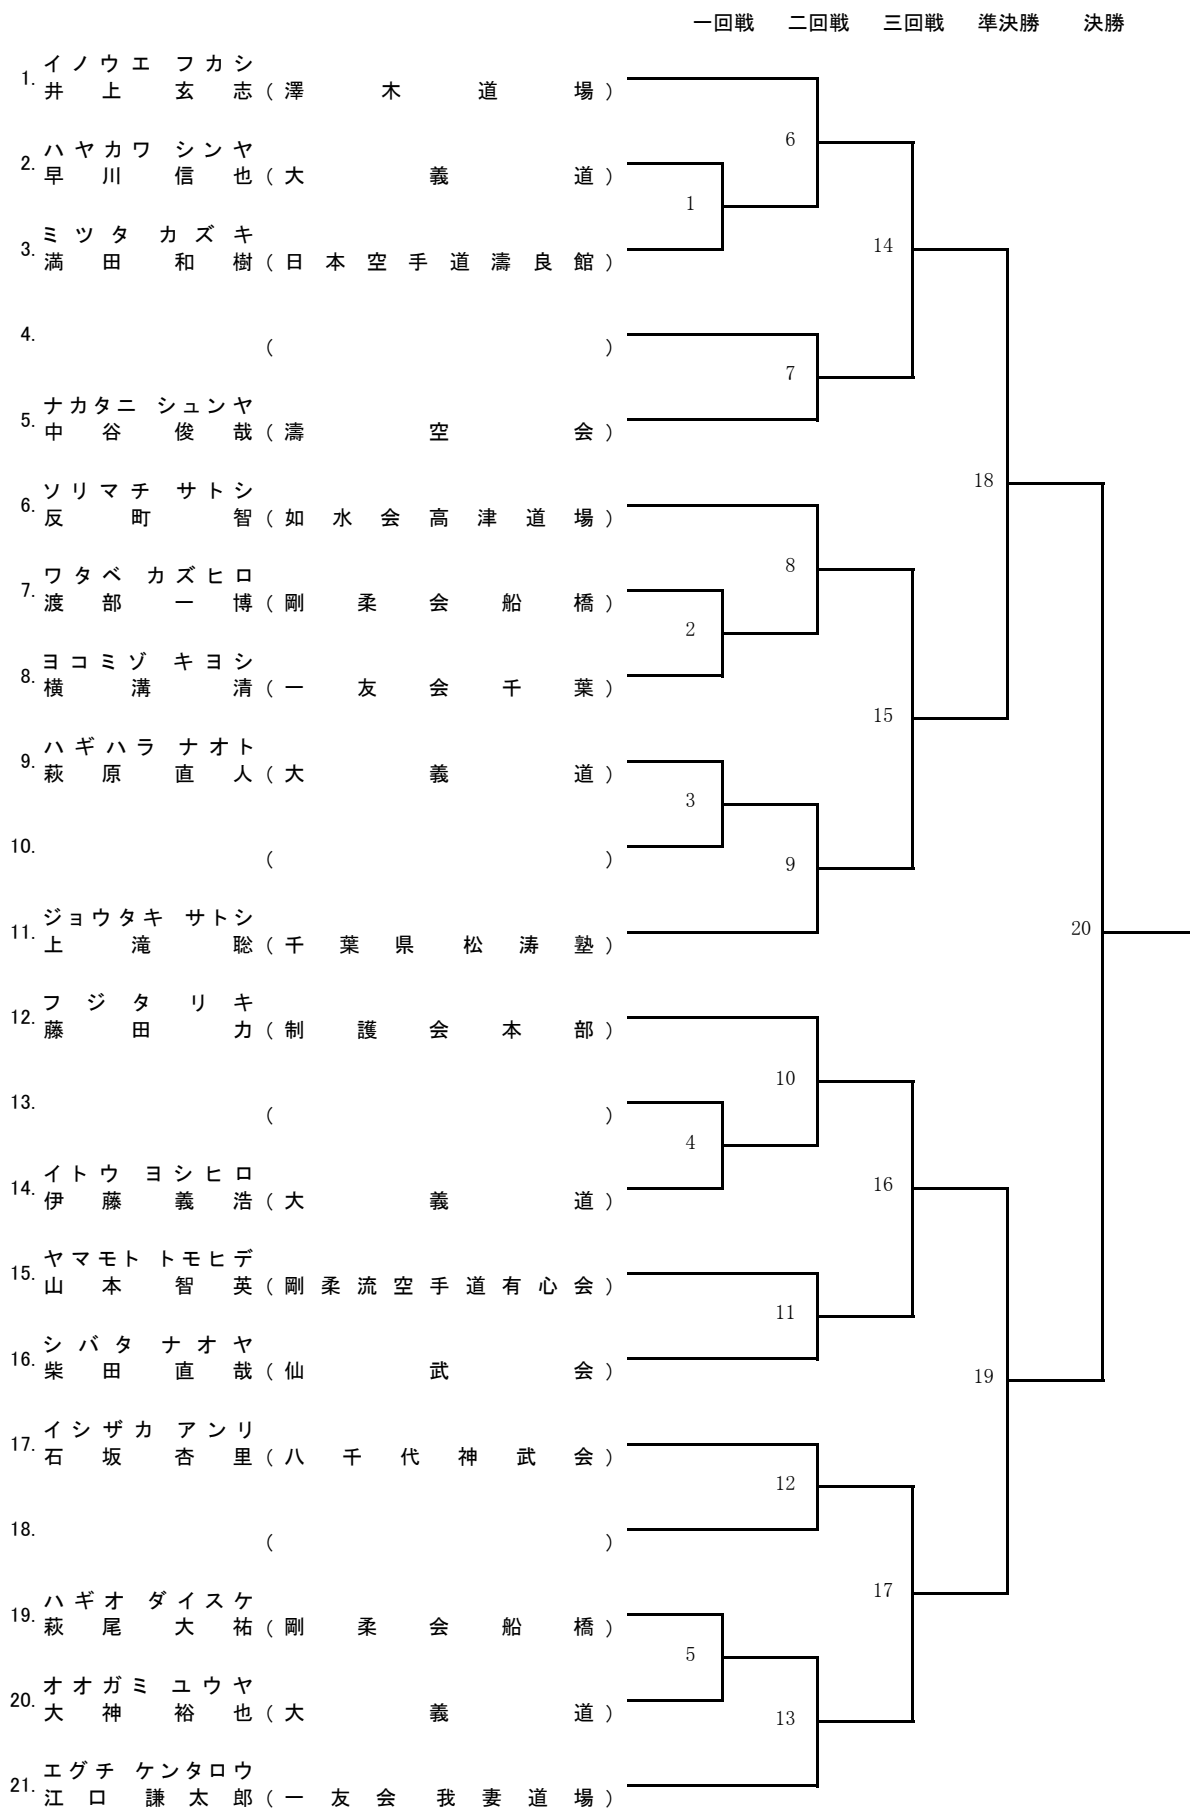 一回戦 二回戦 三回戦 準決勝 決勝
イノウエ フカシ
1. 井上玄志(澤木道場)
6
ハヤカワ シンヤ
2. 早川信也(大義道)
1
ミツタ カズキ
3. 満田和樹(日本空手道濤良館)
14
4. ( )
7
ナカタニ シュンヤ
5. 中谷俊哉(濤空会)
18
ソリマチ サトシ
6. 反町智(如水会高津道場)
8
ワタベ カズヒロ
7. 渡部一博(剛柔会船橋)
2
ヨコミゾ キヨシ
8. 横溝清(一友会千葉)
15
ハギハラ ナオト
9. 萩原直人(大義道)
3
10. ( )
9
ジョウタキ サトシ
11. 上滝聡(千葉県松涛塾)
20
フジタ リキ
12. 藤田力(制護会本部)
10
13. ( )
4
イトウ ヨシヒロ
14. 伊藤義浩(大義道)
16
ヤマモト トモヒデ
15. 山本智英(剛柔流空手道有心会)
11
シバタ ナオヤ
16. 柴田直哉(仙武会)
19
イシザカ アンリ
17. 石坂杏里(八千代神武会)
12
18. ( )
17
ハギオ ダイスケ
19. 萩尾大祐(剛柔会船橋)
5
オオガミ ユウヤ
20. 大神裕也(大義道)
13
エグチ ケンタロウ
21. 江口謙太郎(一友会 我妻道場)